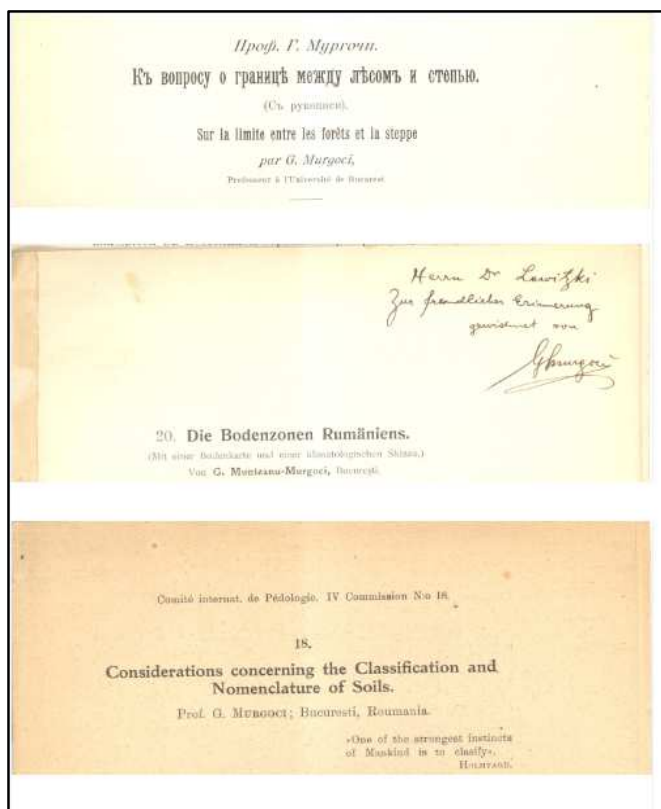 Проф. Г. Мургочи.
Къ вопросу о границѣ между лѣсомъ и степью.
(Съ рукописи).
Sur la limite entre les forêts et la steppe
par G. Murgoci,
Professeur à l'Université de Bucarest
Herrn Dr Lewitzki
Zur freundlichen Erinnerung
gewidmet von
GMurgoci
20. Die Bodenzonen Rumäniens.
(Mit einer Bodenkarte und einer klimatologischen Skizze.)
Von G. Munteanu-Murgoci, Bucureşti.
Comité internat. de Pédologie. IV Commission N:o 18.
18.
Considerations concerning the Classification and
Nomenclature of Soils.
Prof. G. MURGOCI; Bucuresti, Roumania.
»One of the strongest instincts
of Mankind is to clasify».